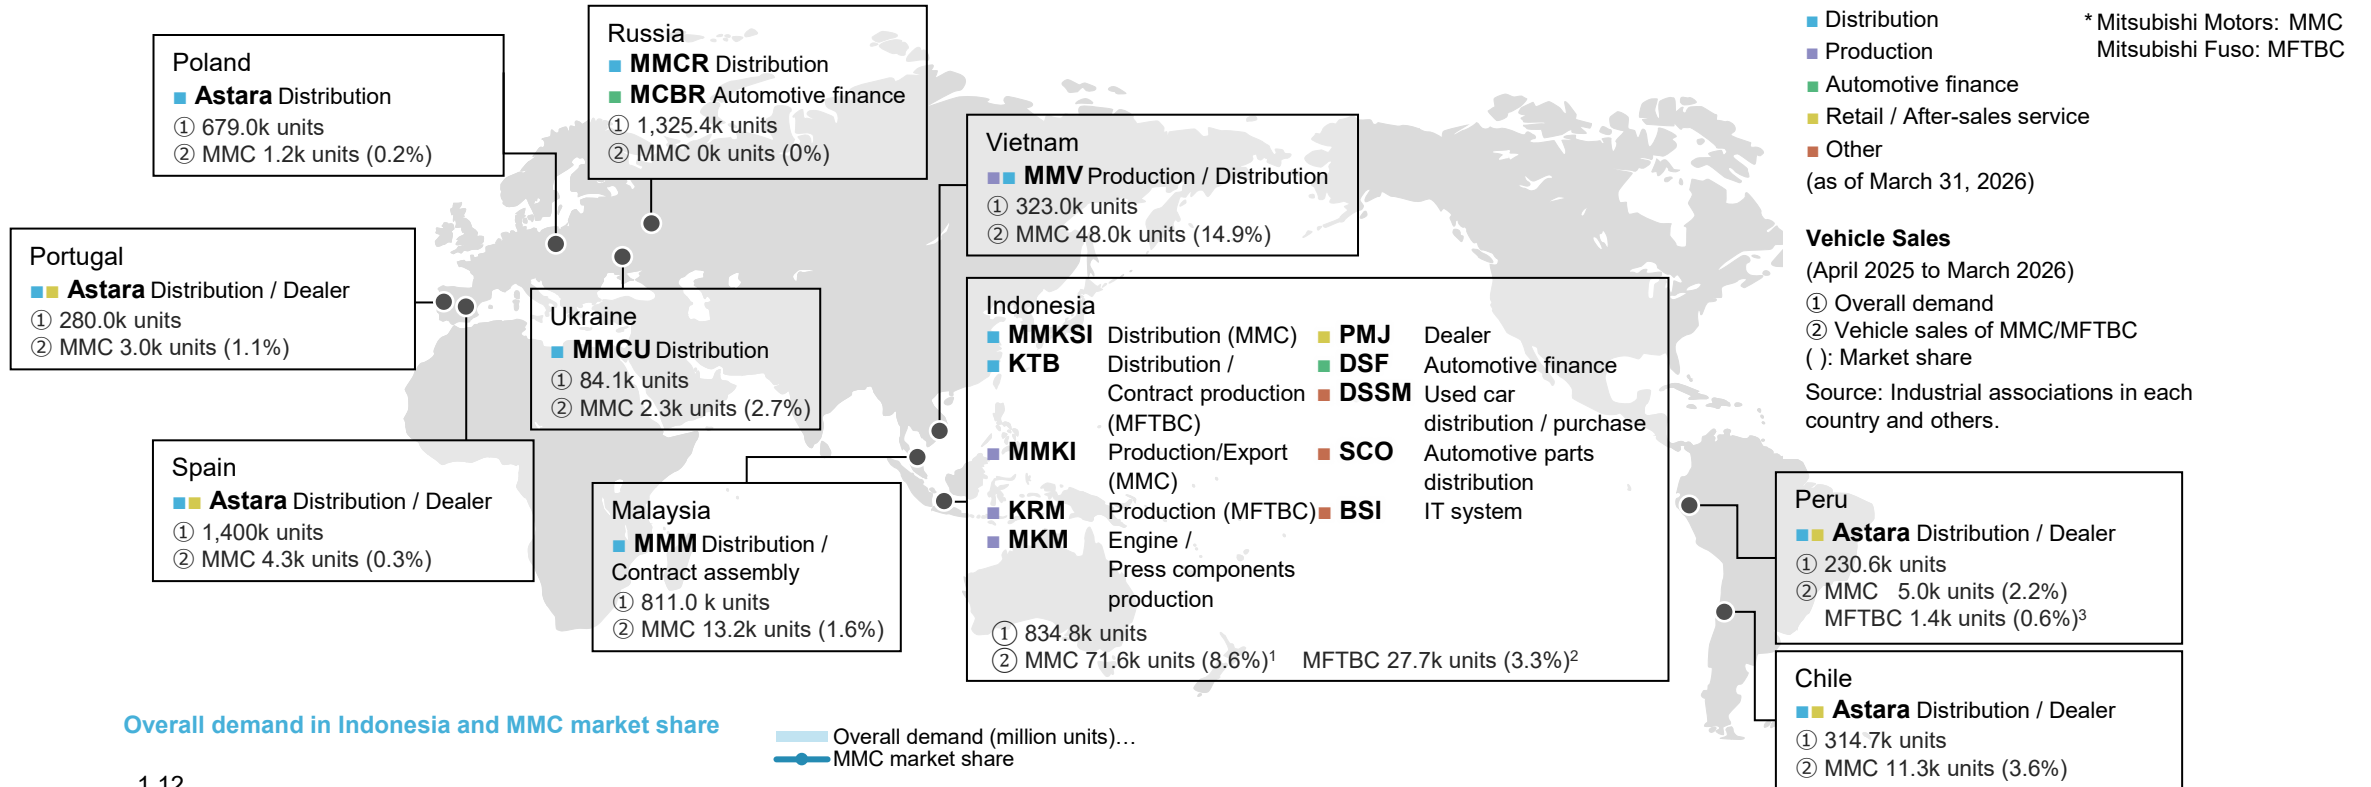 Poland
Astara Distribution
① 679.0k units
② MMC 1.2k units (0.2%)
Russia
MMCR Distribution
MCBR Automotive finance
① 1,325.4k units
② MMC 0k units (0%)
Distribution
Production
Automotive finance
Retail / After-sales service
Other
(as of March 31, 2026)
* Mitsubishi Motors: MMC
Mitsubishi Fuso: MFTBC
Vehicle Sales
(April 2025 to March 2026)
① Overall demand
② Vehicle sales of MMC/MFTBC
( ): Market share
Source: Industrial associations in each
country and others.
Vietnam
MMV Production / Distribution
① 323.0k units
② MMC 48.0k units (14.9%)
Portugal
Astara Distribution / Dealer
① 280.0k units
② MMC 3.0k units (1.1%)
Ukraine
MMCU Distribution
① 84.1k units
② MMC 2.3k units (2.7%)
Indonesia
MMKSI Distribution (MMC)
KTB Distribution /
Contract production
(MFTBC)
MMKI Production/Export
(MMC)
KRM Production (MFTBC)
MKM Engine /
Press components
production
PMJ Dealer
DSF Automotive finance
DSSM Used car
distribution / purchase
SCO Automotive parts
distribution
BSI IT system
① 834.8k units
② MMC 71.6k units (8.6%)1 MFTBC 27.7k units (3.3%)2
Spain
Astara Distribution / Dealer
① 1,400k units
② MMC 4.3k units (0.3%)
Malaysia
MMM Distribution /
Contract assembly
① 811.0 k units
② MMC 13.2k units (1.6%)
Peru
Astara Distribution / Dealer
① 230.6k units
② MMC 5.0k units (2.2%)
MFTBC 1.4k units (0.6%)3
Chile
Astara Distribution / Dealer
① 314.7k units
② MMC 11.3k units (3.6%)
Overall demand in Indonesia and MMC market share
Overall demand (million units)…
MMC market share
1.12